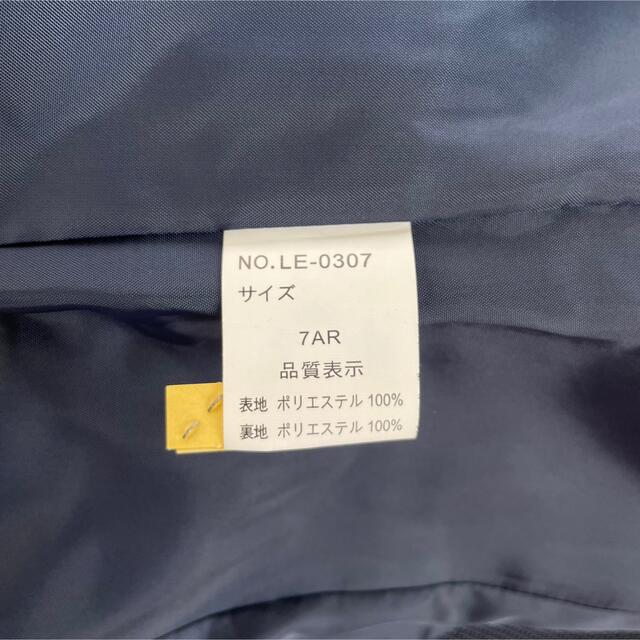 NO.LE-0307
サイズ
7AR
品質表示
表地 ポリエステル 100%
裏地 ポリエステル 100%